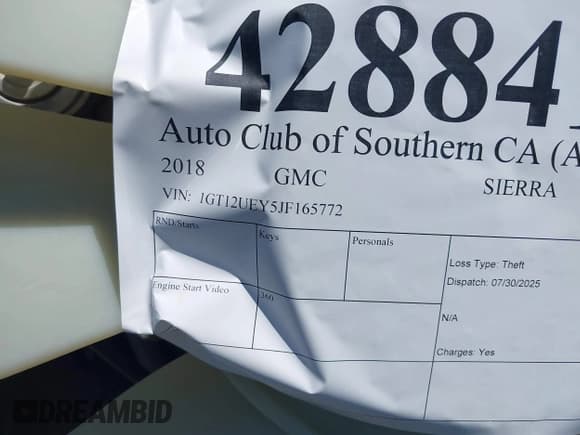 42884
Auto Club of Southern CA (A
2018 GMC SIERRA
VIN: 1GT12UEY5JF165772
RND/Starts Keys Personals
Loss Type: Theft
Dispatch: 07/30/2025
Engine Start Video 360
N/A
Charges: Yes
DREAMBID